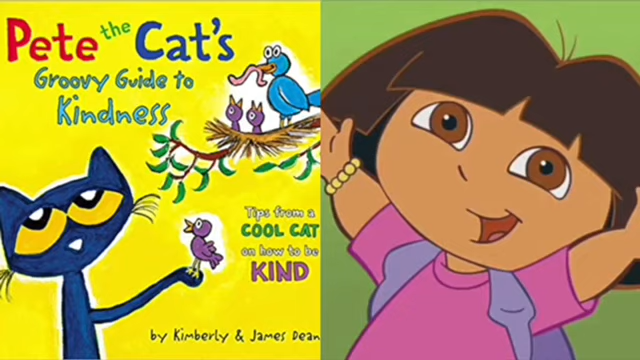 Pete the Cat's
Groovy Guide to
Kindness
Tips from a
COOL CAT
on how to be
KIND
by Kimberly & James Dean